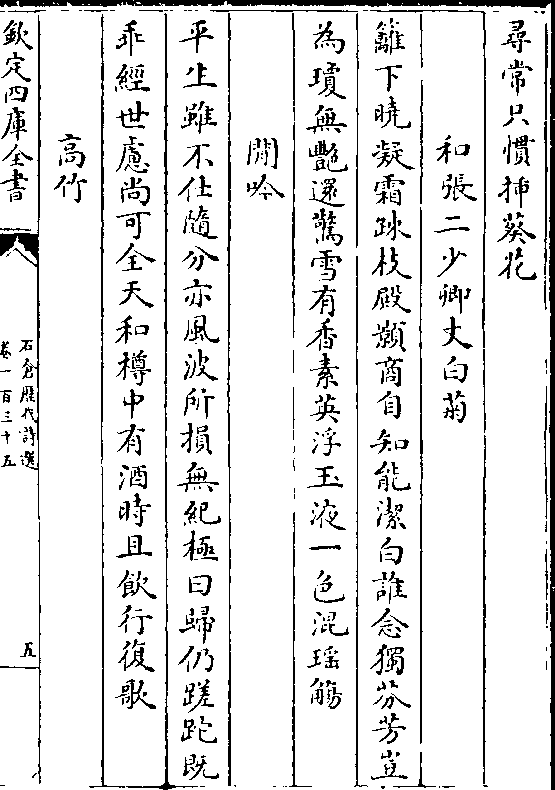 尋常只慣揷葵花
和張二少卿丈白菊
籬下曉凝霜踈枝殿顥商自知能潔白誰念獨芬芳豈
為瓊無艷還驚雪有香素英浮玉液一色混瑶觴
閒吟
平生雖不仕隨分亦風波所損無紀極曰歸仍蹉跎既
乖經世慮尚可全天和樽中有酒時且飲行復歌
高竹
欽定四庫全書
石倉歷代詩選
卷一百三十五
五